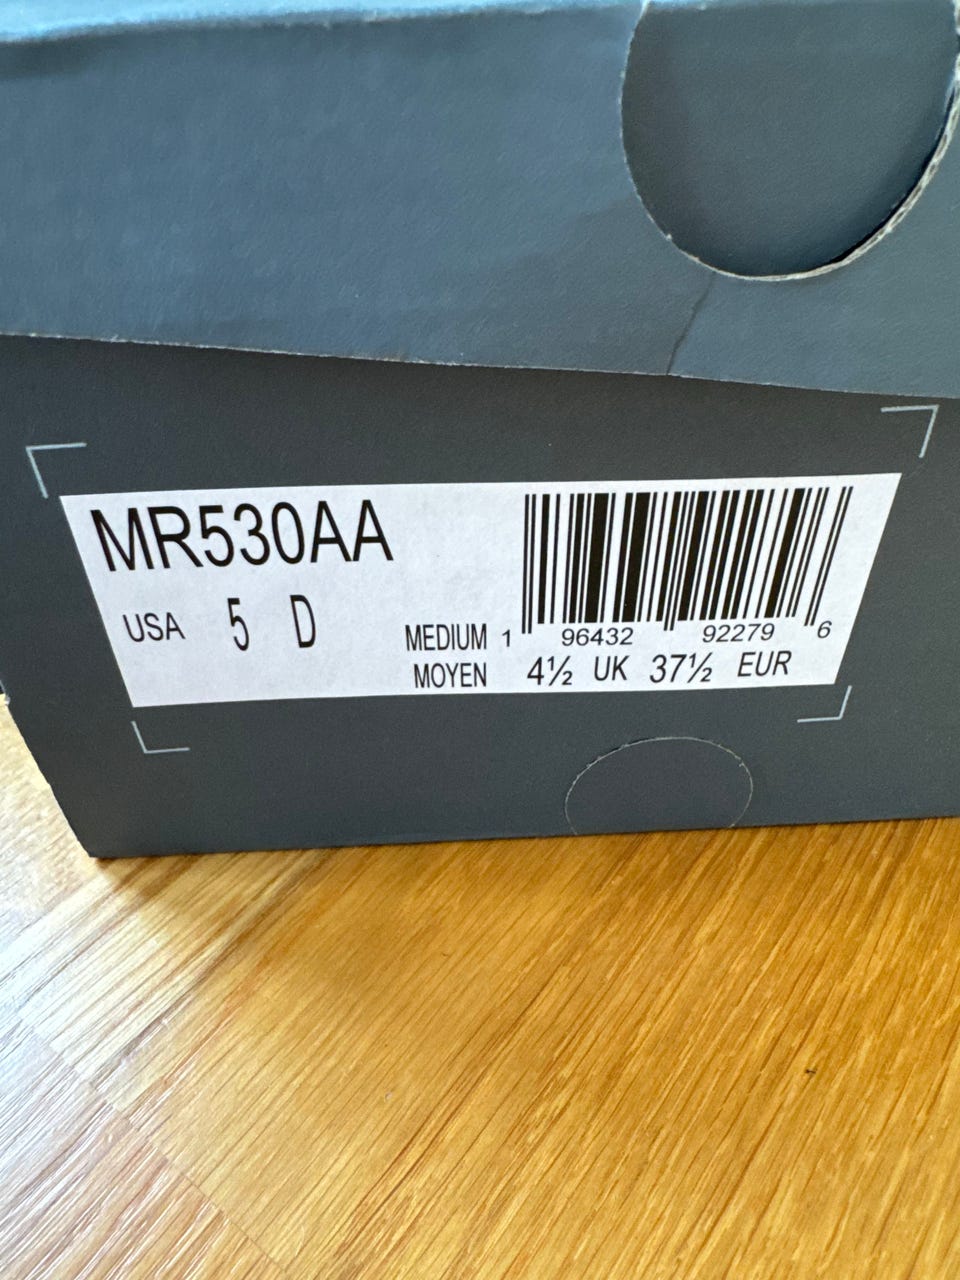 MR530AA
USA 5 D
MEDIUM
MOYEN
1 96432 92279 6
4½ UK 37½ EUR